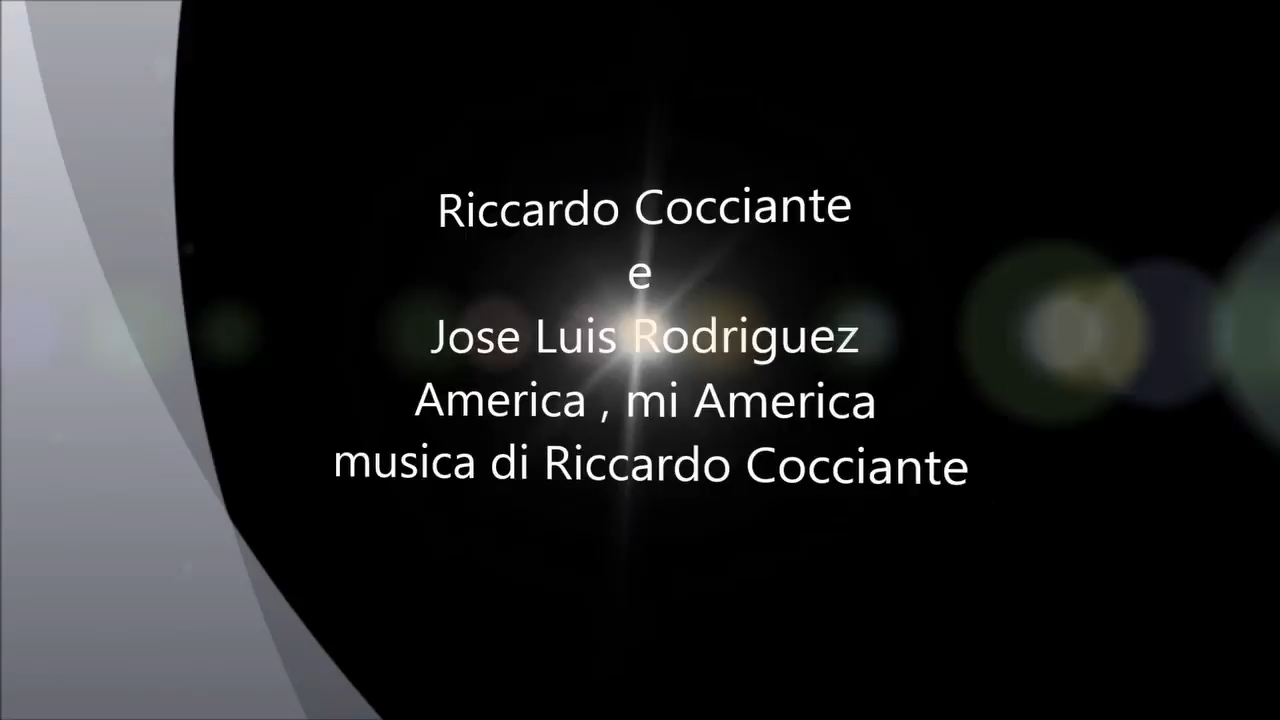 Riccardo Cocciante
e
Jose Luis Rodriguez
America , mi America
musica di Riccardo Cocciante